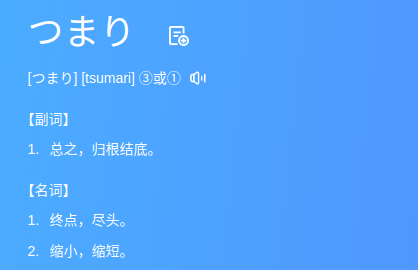 つまり
[つまり] [tsumari] ③或①
【副词】
1. 总之，归根结底。
【名词】
1. 终点，尽头。
2. 缩小，缩短。